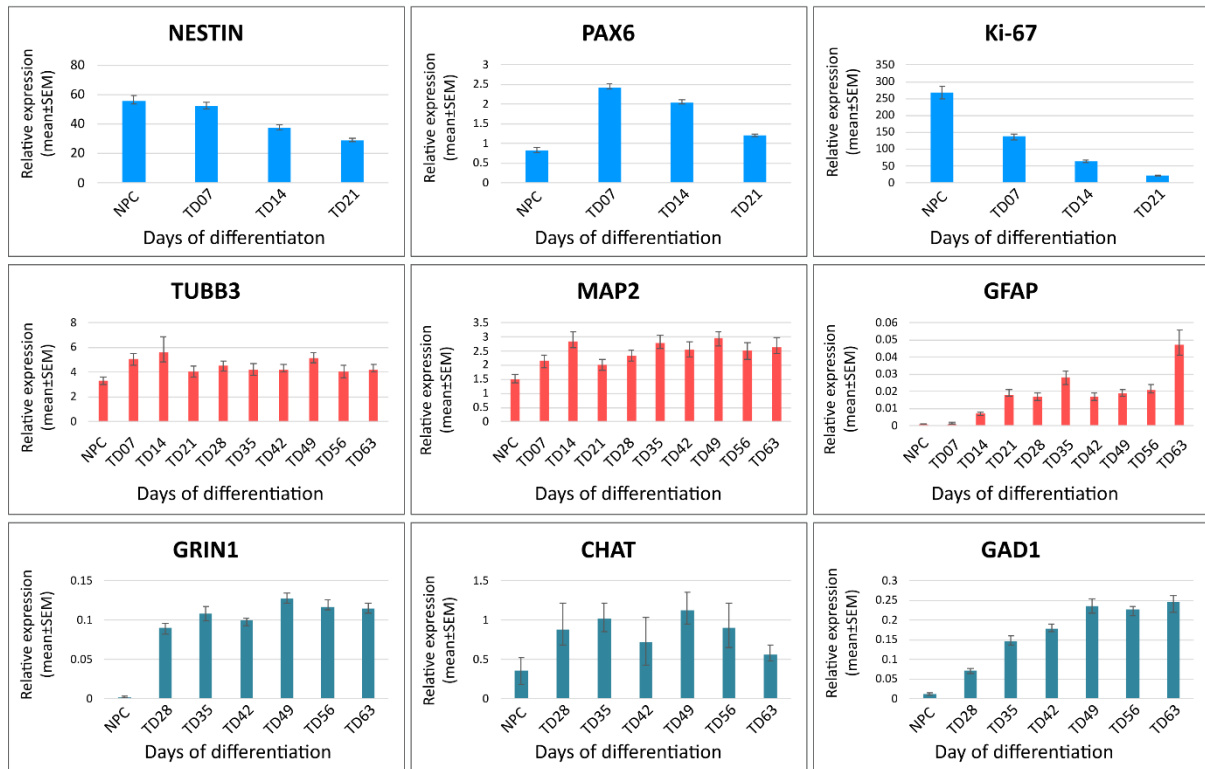 NESTIN
Relative expression
(mean±SEM)
80
60
40
20
0
NPC
TD07
TD14
TD21
Days of differentiaton
PAX6
Relative expression
(mean±SEM)
3
2.5
2
1.5
1
0.5
0
NPC
TD07
TD14
TD21
Days of differentiaton
Ki-67
Relative expression
(mean±SEM)
350
300
250
200
150
100
50
0
NPC
TD07
TD14
TD21
Days of differentiaton
TUBB3
Relative expression
(mean±SEM)
8
6
4
2
0
NPC
TD07
TD14
TD21
TD28
TD35
TD42
TD49
TD56
TD63
Days of differentiation
MAP2
Relative expression
(mean±SEM)
3.5
3
2.5
2
1.5
1
0.5
0
NPC
TD07
TD14
TD21
TD28
TD35
TD42
TD49
TD56
TD63
Days of differentiation
GFAP
Relative expression
(mean±SEM)
0.06
0.05
0.04
0.03
0.02
0.01
0
NPC
TD07
TD14
TD21
TD28
TD35
TD42
TD49
TD56
TD63
Days of differentiation
GRIN1
Relative expression
(mean±SEM)
0.15
0.1
0.05
0
NPC
TD28
TD35
TD42
TD49
TD56
TD63
Days of differentiation
CHAT
Relative expression
(mean±SEM)
1.5
1
0.5
0
NPC
TD28
TD35
TD42
TD49
TD56
TD63
Days of differentiation
GAD1
Relative expression
(mean±SEM)
0.3
0.25
0.2
0.15
0.1
0.05
0
NPC
TD28
TD35
TD42
TD49
TD56
TD63
Days of differentiation